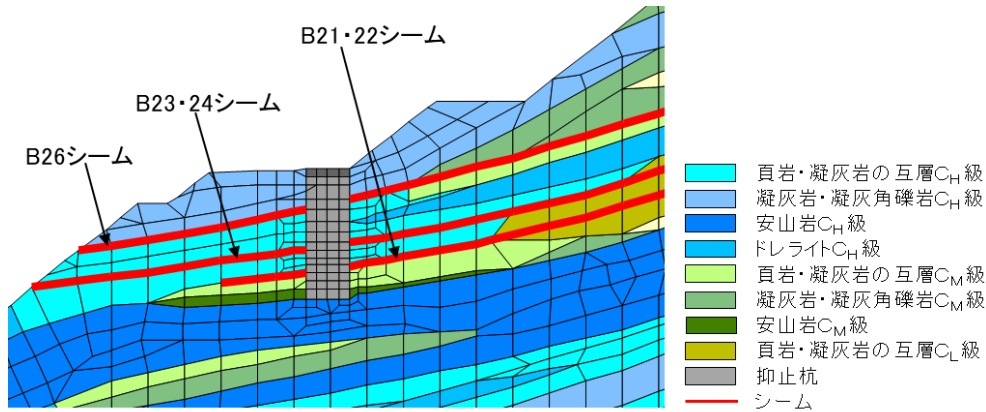 B21・22シーム
B23・24シーム
B26シーム
頁岩・凝灰岩の互層CH級
凝灰岩・凝灰角礫岩CH級
安山岩CH級
ドレライトCH級
頁岩・凝灰岩の互層CM級
凝灰岩・凝灰角礫岩CM級
安山岩CM級
頁岩・凝灰岩の互層CL級
抑止杭
シーム